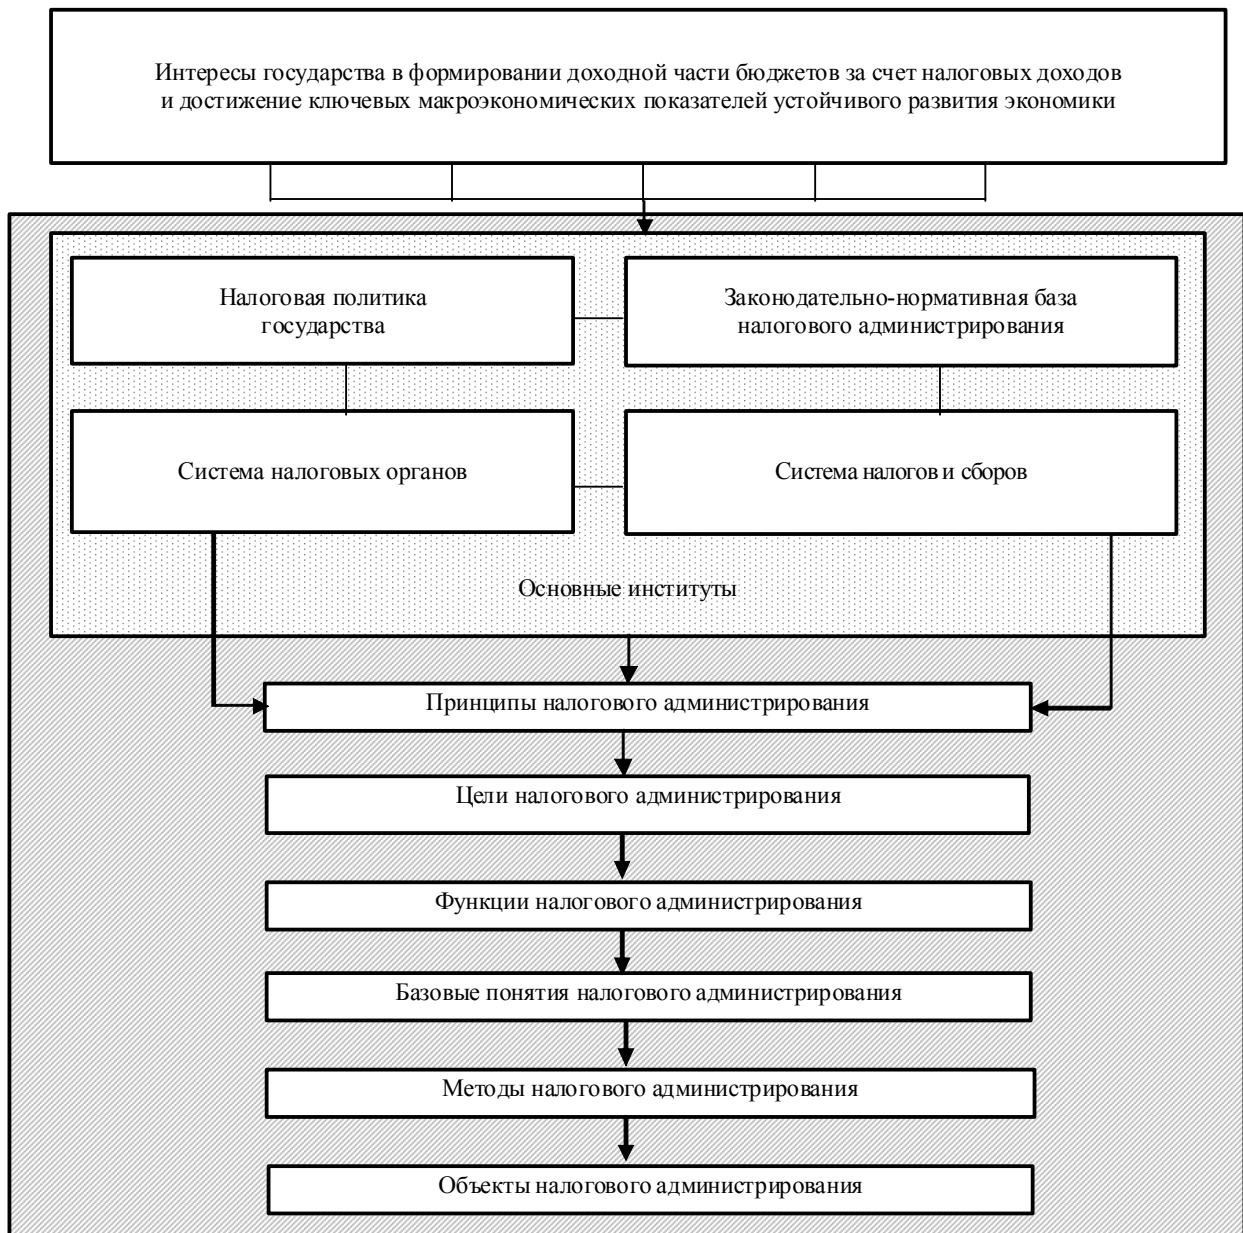 Интересы государства в формировании доходной части бюджетов за счет налоговых доходов
и достижение ключевых макроэкономических показателей устойчивого развития экономики
Налоговая политика
государства
Законодательно-нормативная база
налогового администрирования
Система налоговых органов
Система налогов и сборов
Основные институты
Принципы налогового администрирования
Цели налогового администрирования
Функции налогового администрирования
Базовые понятия налогового администрирования
Методы налогового администрирования
Объекты налогового администрирования